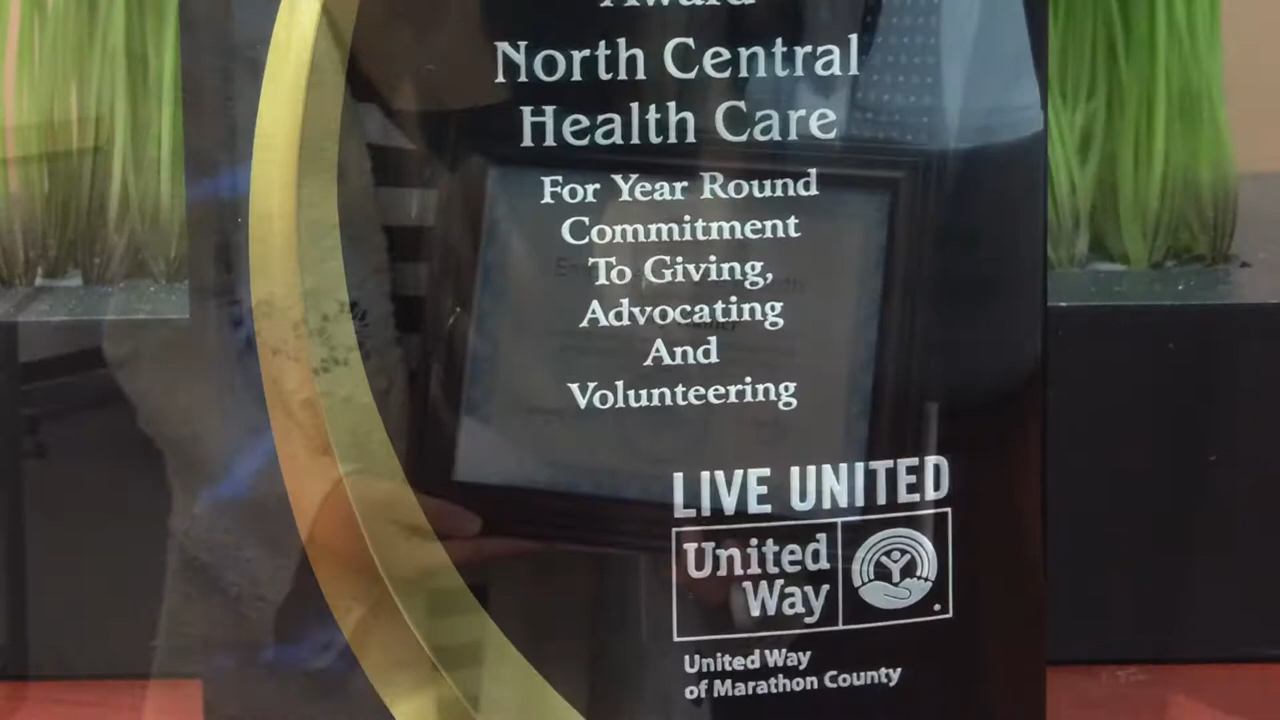 Award
North Central
Health Care
For Year Round
Commitment
To Giving,
Advocating
And
Volunteering
LIVE UNITED
United
Way
United Way
of Marathon County